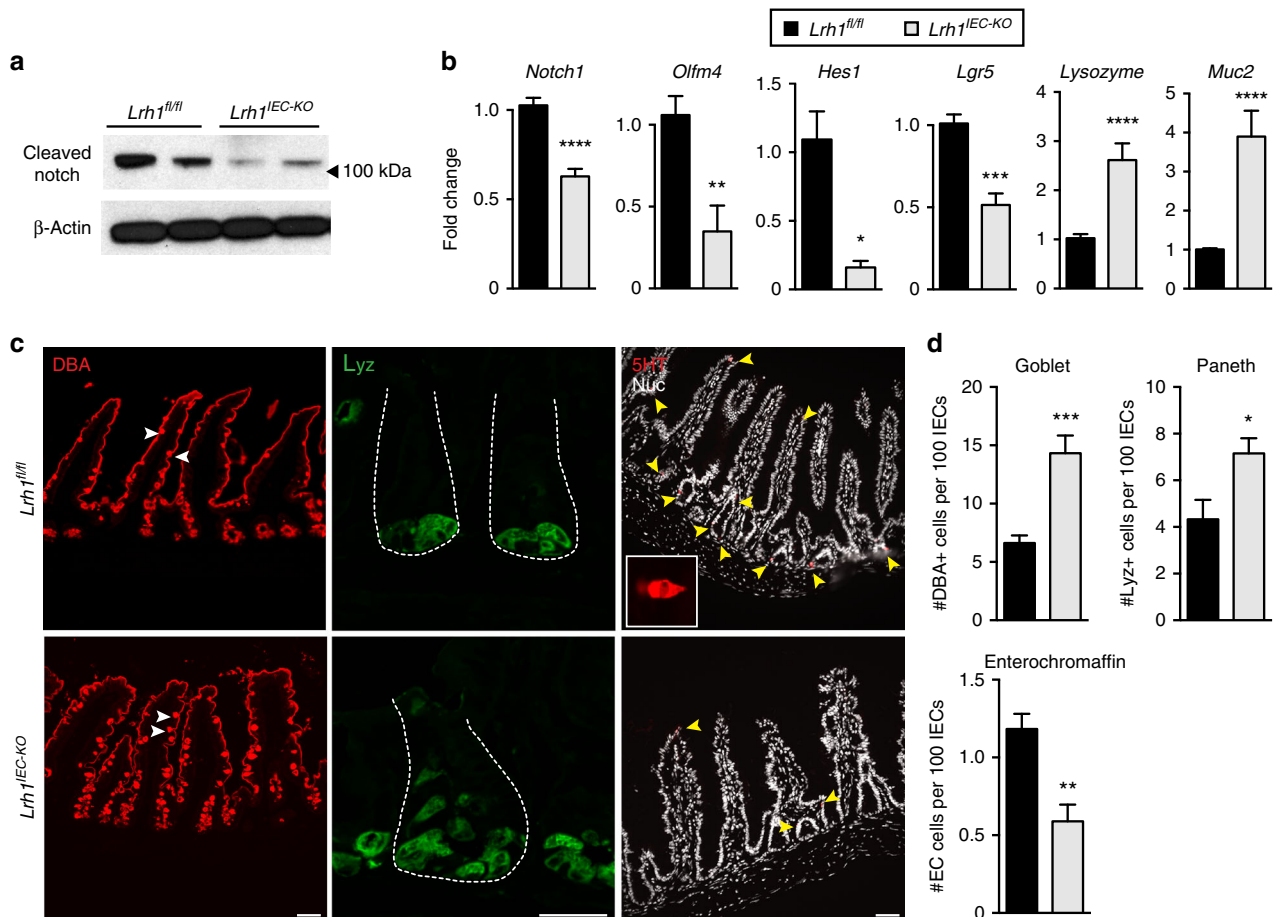 Lrh1fl/fl Lrh1IEC-KO
a
Lrh1fl/fl Lrh1IEC-KO
Cleaved
notch
100 kDa
β-Actin
b
Fold change
Notch1
1.0
0.5
0
****
Olfm4
1.0
0.5
0
**
Hes1
1.5
1.0
0.5
0
*
Lgr5
1.0
0.5
0
***
Lysozyme
4
3
2
1
0
****
Muc2
5
4
3
2
1
0
****
c
DBA
Lyz
5HT
Nuc
Lrh1fl/fl
Lrh1IEC-KO
d
Goblet
#DBA+ cells per 100 IECs
20
15
10
5
0
***
Paneth
#Lyz+ cells per 100 IECs
10
8
6
4
2
0
*
Enterochromaffin
#EC cells per 100 IECs
1.5
1.0
0.5
0
**